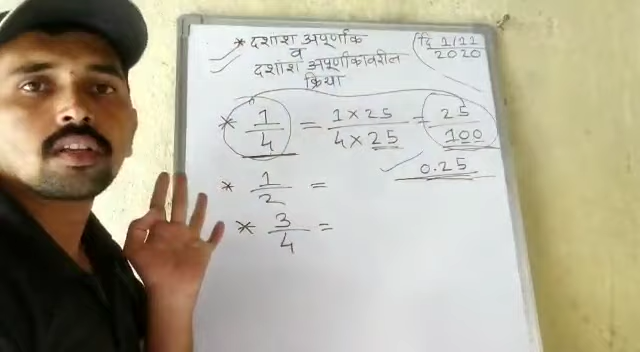 * दशांश अपूर्णांक
व
दशांश अपूर्णांकावरील
क्रिया
दि 1/11
2020
* 1/4 = 1×25/4×25 = 25/100
0.25
* 1/2 =
* 3/4 =